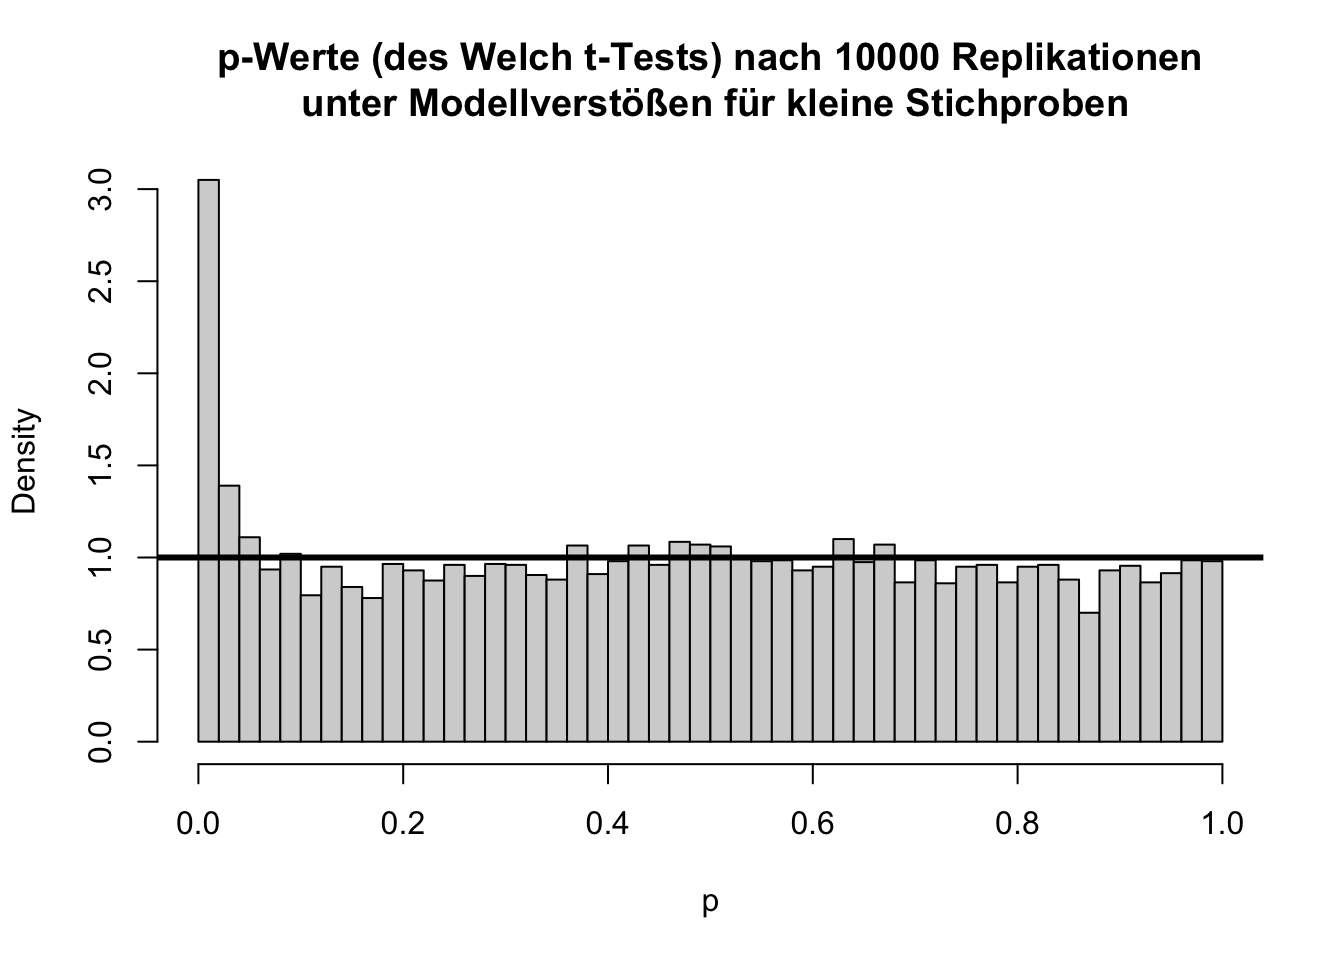 p-Werte (des Welch t-Tests) nach 10000 Replikationen
unter Modellverstößen für kleine Stichproben
Density
3.0
2.5
2.0
1.5
1.0
0.5
0.0
0.0 0.2 0.4 0.6 0.8 1.0
p